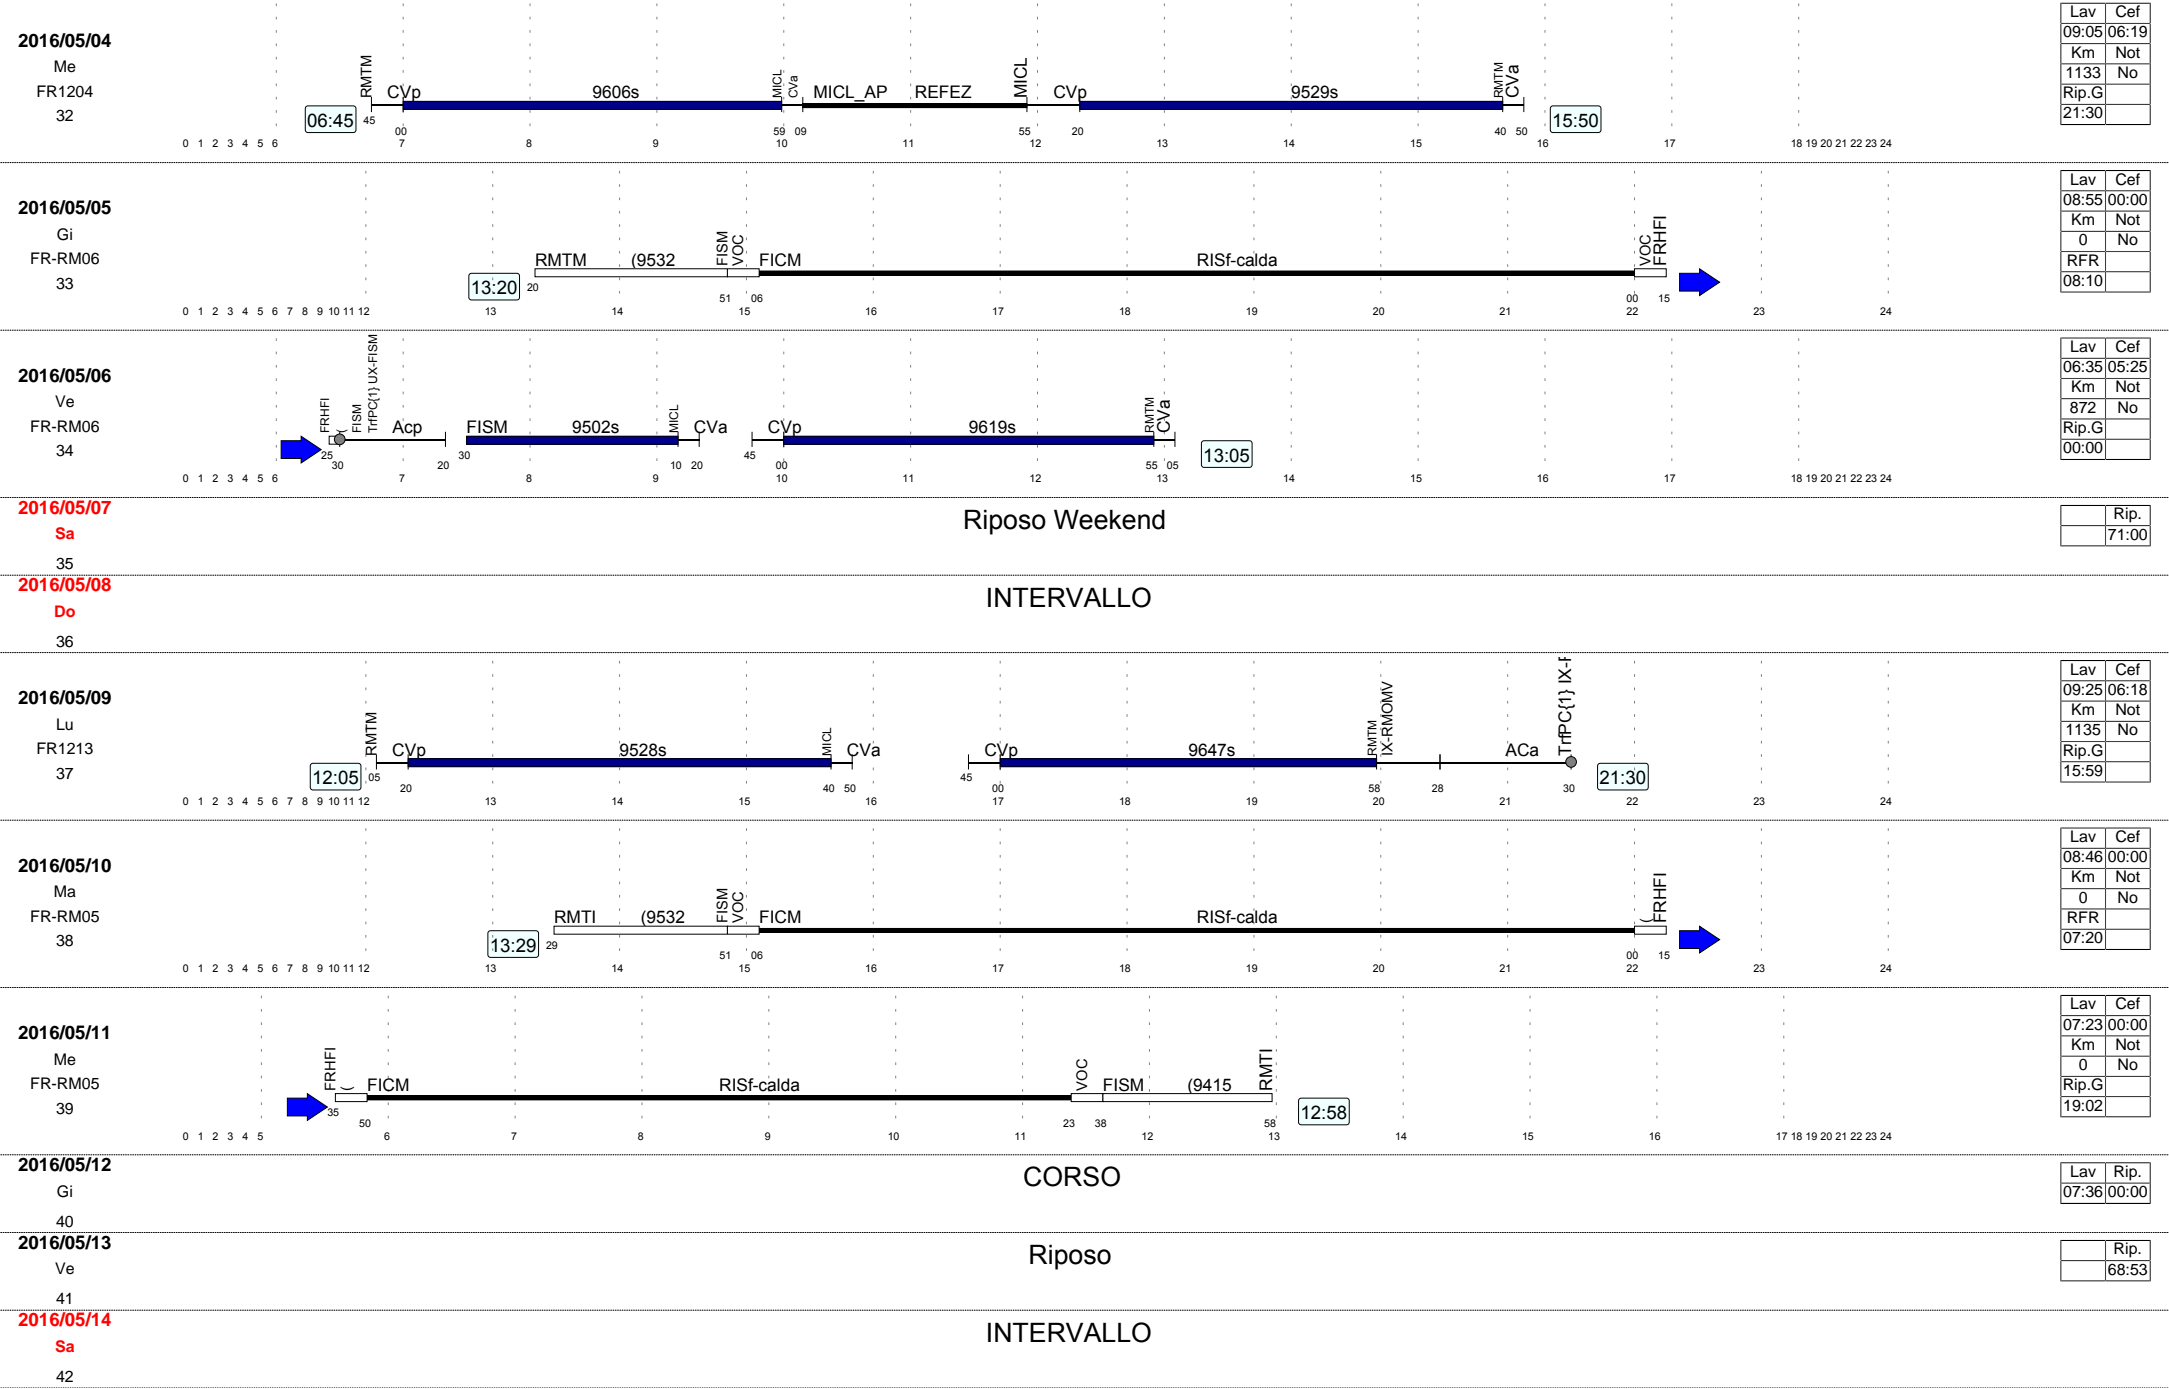 Lav Cef
2016/05/04 09:05 06:19
Me RMTM CVp 9606s MICL CVa MICL_AP REFEZ MICL CVp 9529s RMTM CVa Km Not
FR1204 1133 No
32 06:45 45 00 59 09 55 20 40 50 15:50 Rip.G
21:30
0 1 2 3 4 5 6 7 8 9 10 11 12 13 14 15 16 17 18 19 20 21 22 23 24
Lav Cef
2016/05/05 08:55 00:00
Gi RMTM (9532 FISM VOC FICM RISf-calda VOC FRHFI Km Not
FR-RM06 0 No
33 13:20 20 51 06 00 15 RFR
08:10
0 1 2 3 4 5 6 7 8 9 10 11 12 13 14 15 16 17 18 19 20 21 22 23 24
Lav Cef
2016/05/06 06:35 05:25
Ve FRHFI ( FISM TrfPC{1} UX-FISM Acp FISM 9502s MICL CVa CVp 9619s RMTM CVa Km Not
FR-RM06 872 No
34 25 30 20 30 10 20 45 00 55 05 13:05 Rip.G
00:00
0 1 2 3 4 5 6 7 8 9 10 11 12 13 14 15 16 17 18 19 20 21 22 23 24
2016/05/07 Riposo Weekend Rip.
Sa 71:00
35
2016/05/08 INTERVALLO
Do
36
Lav Cef
2016/05/09 09:25 06:18
Lu RMTM CVp 9528s MICL CVa CVp 9647s RMTM IX-RMOMV ACa TrfPC{1} IX-F Km Not
FR1213 1135 No
37 12:05 05 20 40 50 45 00 58 28 30 21:30 Rip.G
15:59
0 1 2 3 4 5 6 7 8 9 10 11 12 13 14 15 16 17 18 19 20 21 22 23 24
Lav Cef
2016/05/10 08:46 00:00
Ma RMTI (9532 FISM VOC FICM RISf-calda ( FRHFI Km Not
FR-RM05 0 No
38 13:29 29 51 06 00 15 RFR
07:20
0 1 2 3 4 5 6 7 8 9 10 11 12 13 14 15 16 17 18 19 20 21 22 23 24
Lav Cef
2016/05/11 07:23 00:00
Me FRHFI ( FICM RISf-calda VOC FISM (9415 RMTI Km Not
FR-RM05 0 No
39 35 50 23 38 58 12:58 Rip.G
19:02
0 1 2 3 4 5 6 7 8 9 10 11 12 13 14 15 16 17 18 19 20 21 22 23 24
2016/05/12 CORSO Lav Rip.
Gi 07:36 00:00
40
2016/05/13 Riposo Rip.
Ve 68:53
41
2016/05/14 INTERVALLO
Sa
42